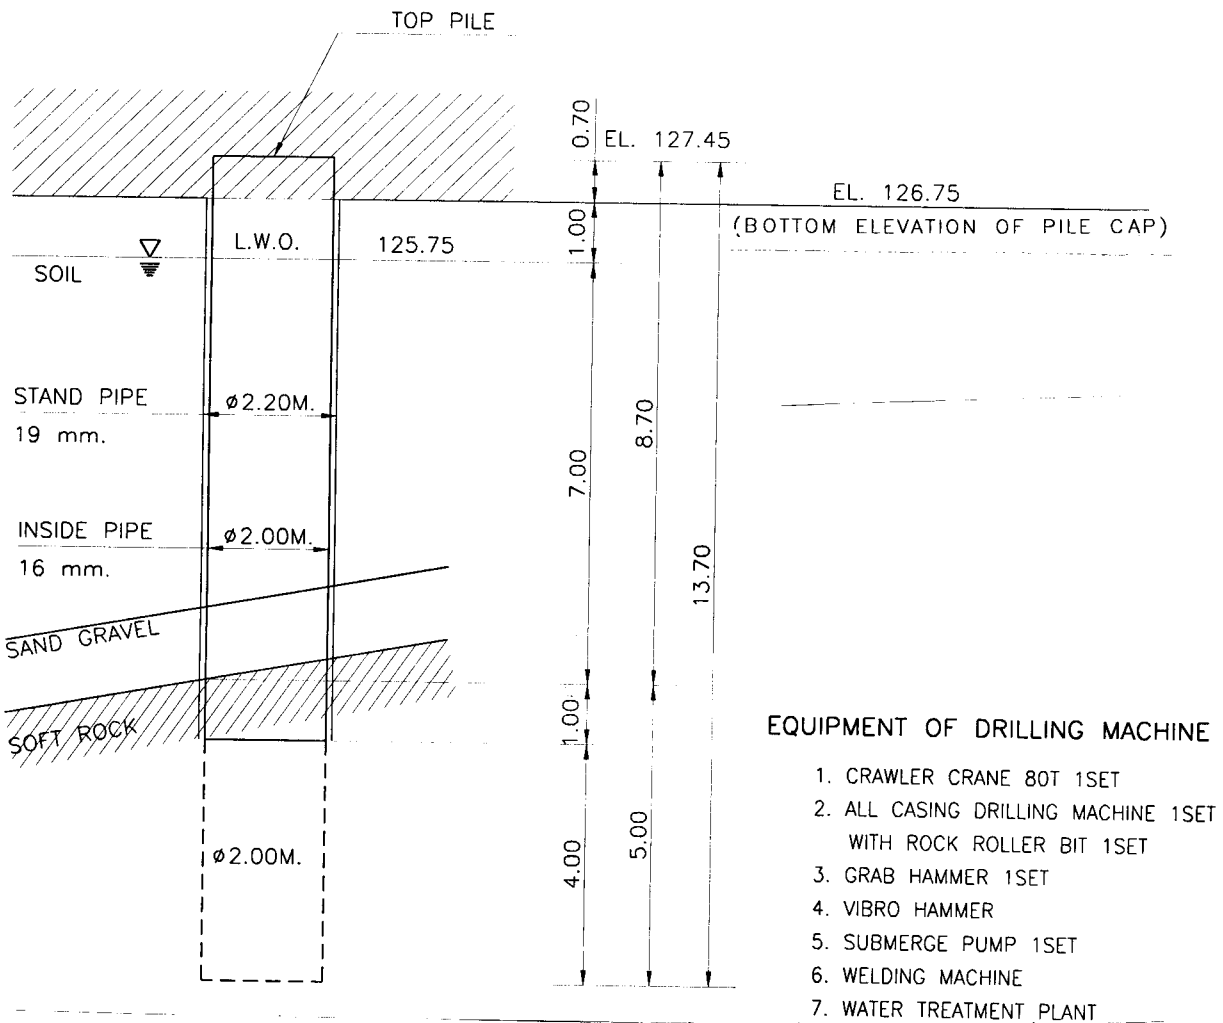 TOP PILE
0.70
EL. 127.45
EL. 126.75
(BOTTOM ELEVATION OF PILE CAP)
1.00
L.W.O.
125.75
SOIL
STAND PIPE
19 mm.
ø2.20M.
8.70
7.00
INSIDE PIPE
16 mm.
ø2.00M.
13.70
SAND GRAVEL
SOFT ROCK
1.00
ø2.00M.
4.00
5.00
EQUIPMENT OF DRILLING MACHINE
1. CRAWLER CRANE 80T 1SET
2. ALL CASING DRILLING MACHINE 1SET
WITH ROCK ROLLER BIT 1SET
3. GRAB HAMMER 1SET
4. VIBRO HAMMER
5. SUBMERGE PUMP 1SET
6. WELDING MACHINE
7. WATER TREATMENT PLANT